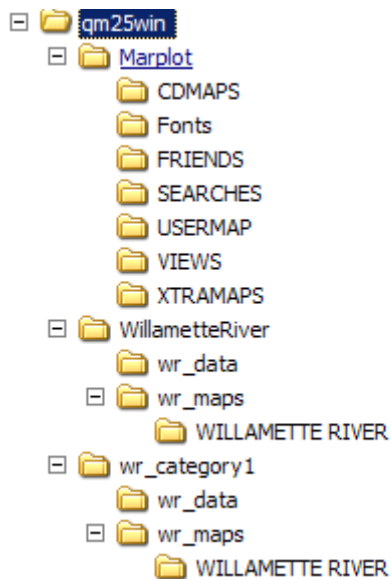 qm25win
Marplot
CDMAPS
Fonts
FRIENDS
SEARCHES
USERMAP
VIEWS
XTRAMAPS
WillametteRiver
wr_data
wr_maps
WILLAMETTE RIVER
wr_category1
wr_data
wr_maps
WILLAMETTE RIVER